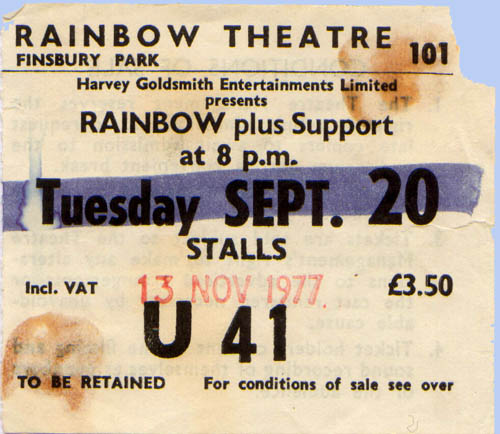 RAINBOW THEATRE
FINSBURY PARK
101
Harvey Goldsmith Entertainments Limited
presents
RAINBOW plus Support
at 8 p.m.
Tuesday SEPT. 20
STALLS
Incl. VAT 13 NOV 1977 £3.50
U 41
TO BE RETAINED For conditions of sale see over